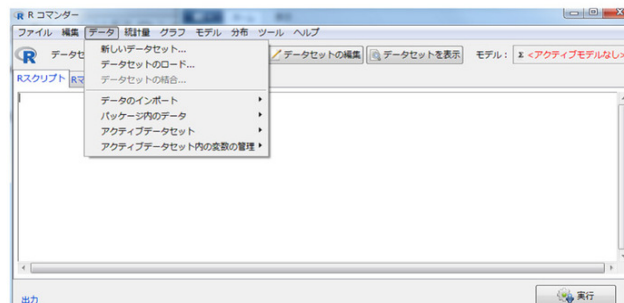 R コマンダー
ファイル 編集 データ 統計量 グラフ モデル 分布 ツール ヘルプ
データセ
データセットの編集 データセットを表示 モデル： Σ <アクティブモデルなし>
新しいデータセット...
データセットのロード...
データセットの結合...
データのインポート
パッケージ内のデータ
アクティブデータセット
アクティブデータセット内の変数の管理
Rスクリプト Rマ
出力
実行